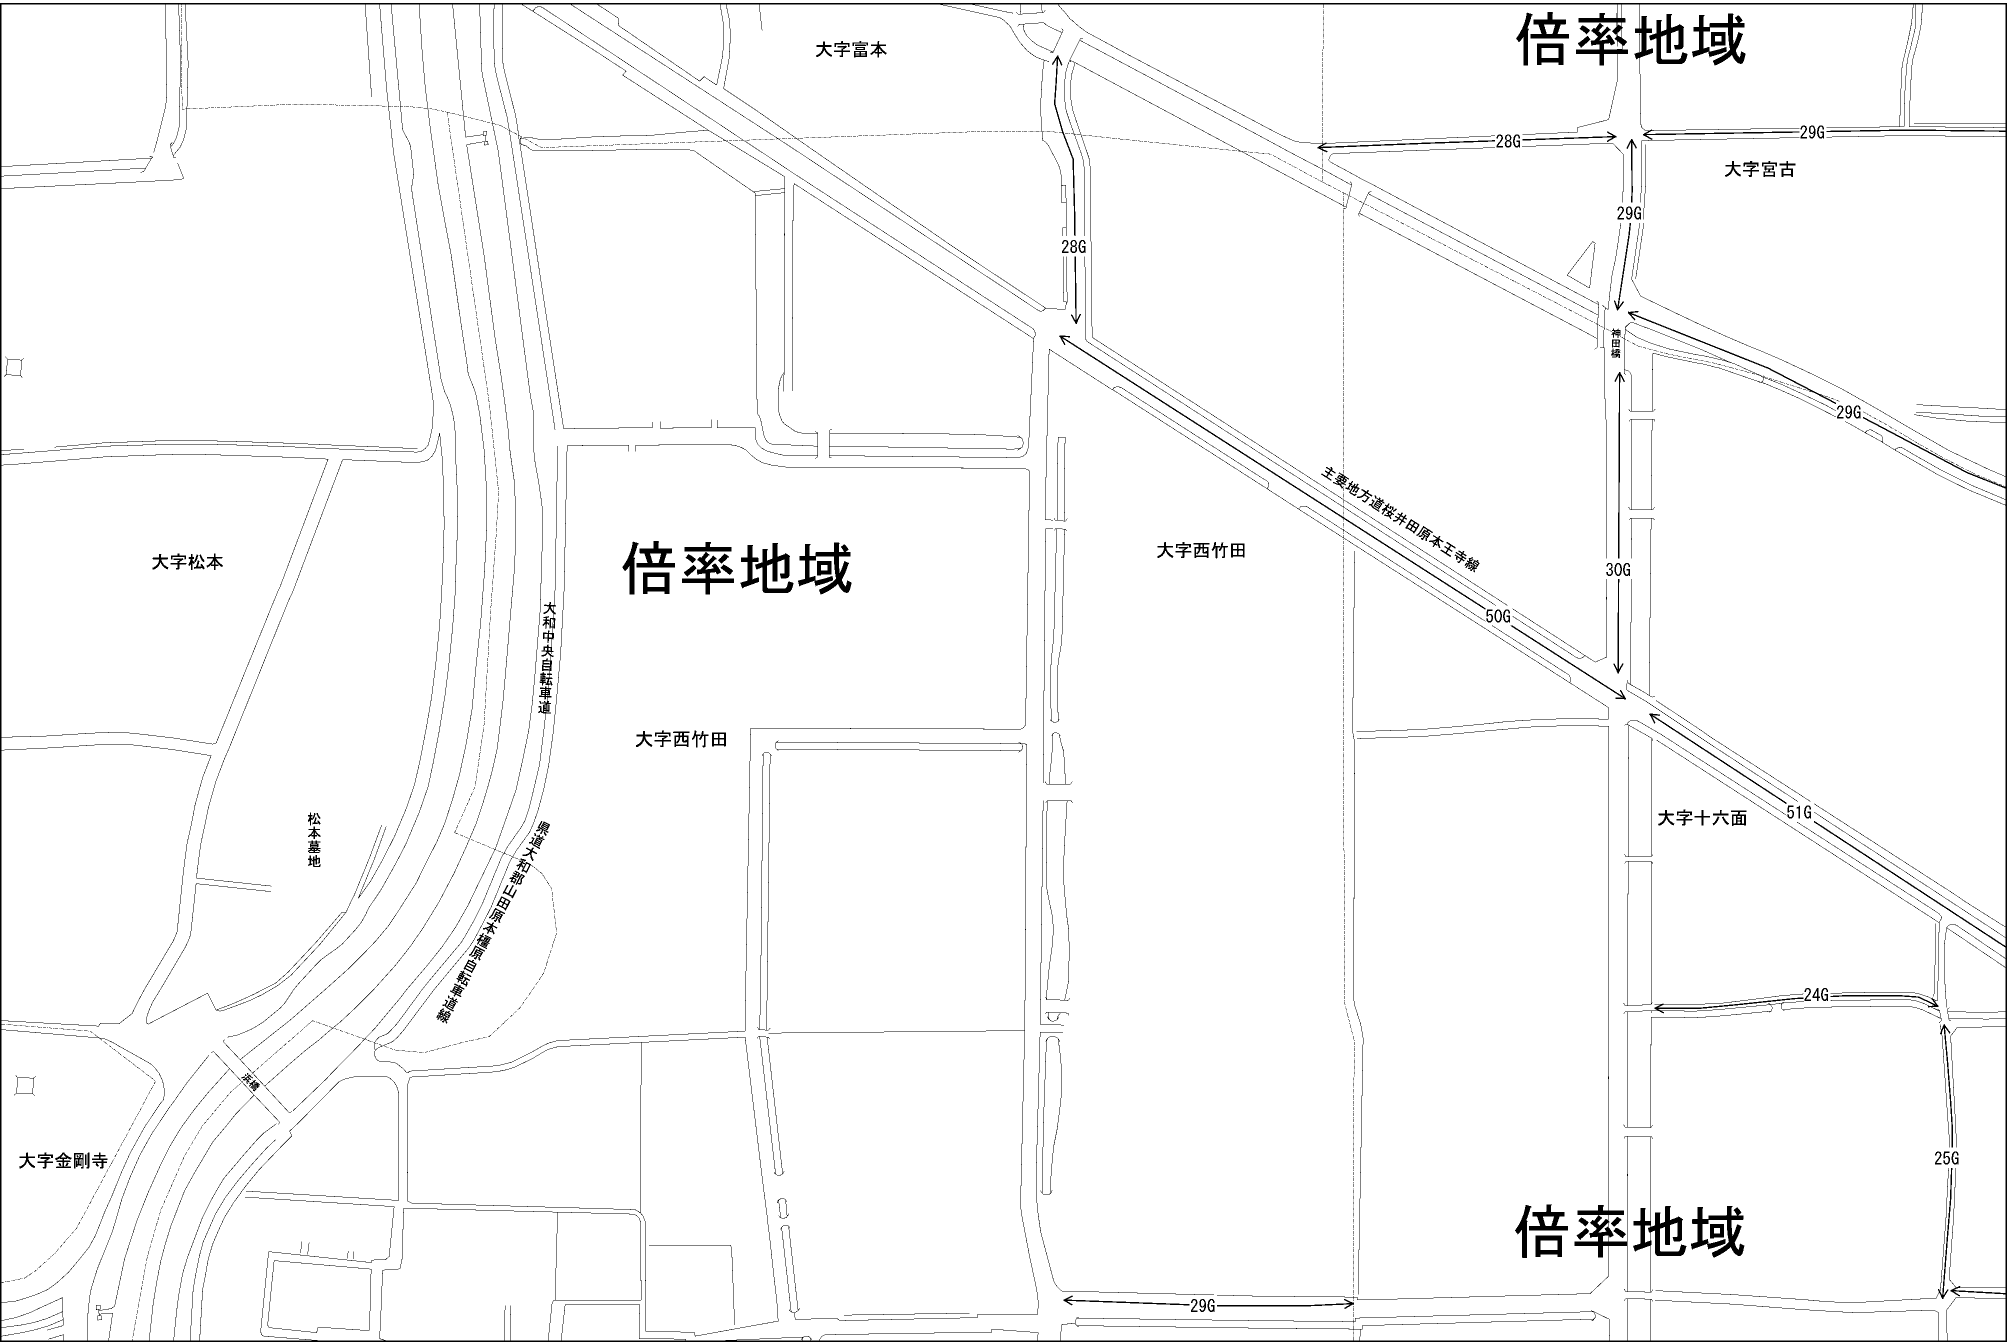 倍率地域
大字富本
28G
29G
大字宮古
29G
28G
神田橋
29G
主要地方道桜井田原本王寺線
大字西竹田
倍率地域
大字松本
30G
50G
大和中央自転車道
大字西竹田
51G
大字十六面
松本墓地
県道大和郡山田原本橿原自転車道線
24G
浜橋
大字金剛寺
25G
倍率地域
29G